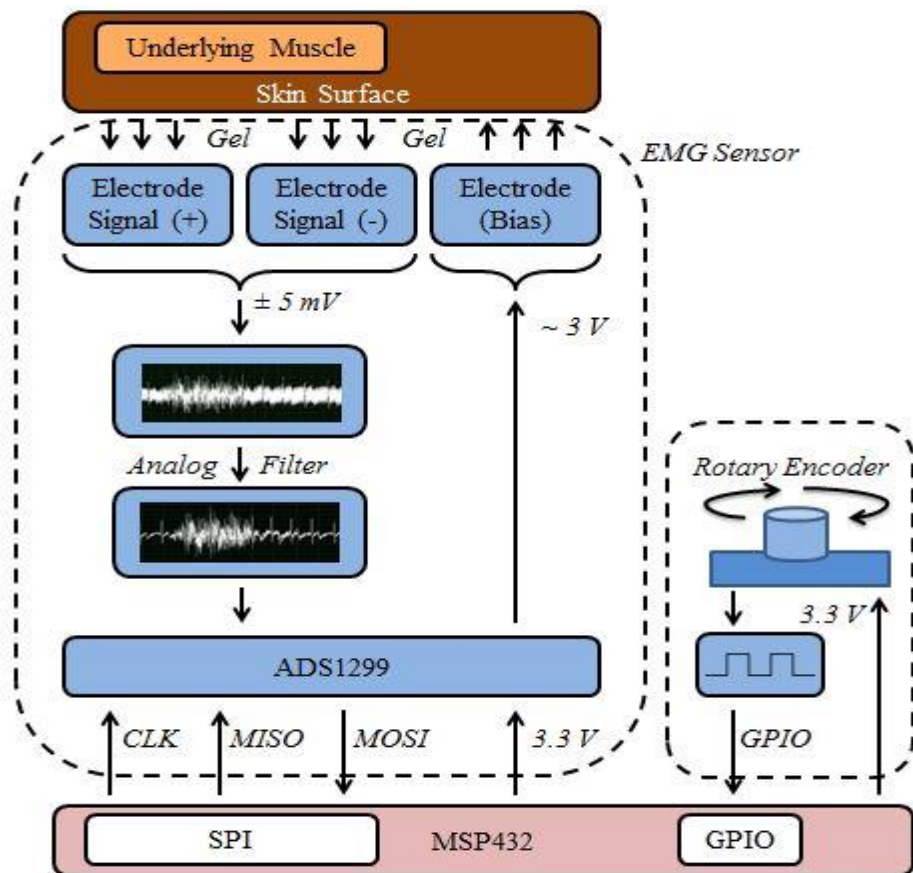 Underlying Muscle
Skin Surface
Gel
Gel
EMG Sensor
Electrode
Signal (+)
Electrode
Signal (-)
Electrode
(Bias)
± 5 mV
~ 3 V
Analog Filter
Rotary Encoder
3.3 V
ADS1299
CLK
MISO
MOSI
3.3 V
GPIO
SPI
MSP432
GPIO